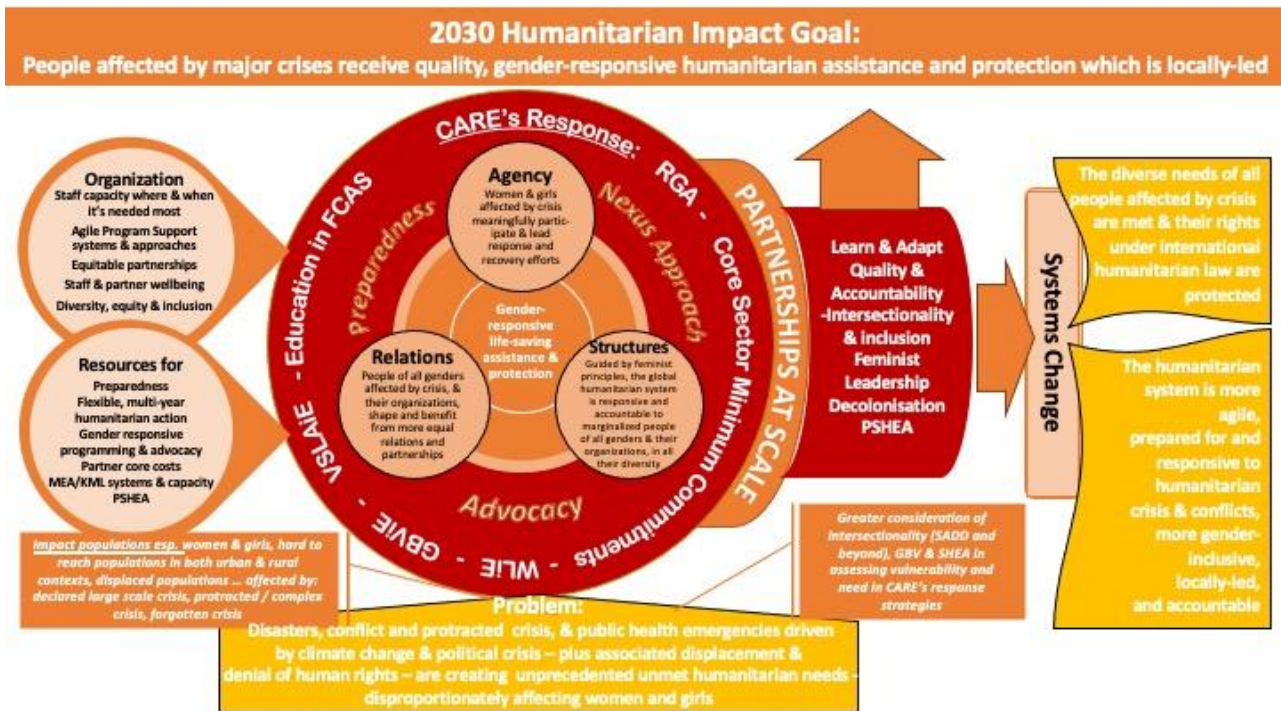 2030 Humanitarian Impact Goal:
People affected by major crises receive quality, gender-responsive humanitarian assistance and protection which is locally-led
Organization
Staff capacity where & when
it's needed most
Agile Program Support
systems & approaches
Equitable partnerships
Staff & partner wellbeing
Diversity, equity & inclusion
Resources for
Preparedness
Flexible, multi-year
humanitarian action
Gender responsive
programming & advocacy
Partner core costs
MEA/KML systems & capacity
PSHEA
CARE's Response: RGA - Core Sector Minimum Commitments - WLiE - GBViE - VSLAiE - Education in FCAS
Preparedness
Nexus Approach
Advocacy
Agency
Women & girls
affected by crisis
meaningfully partic-
ipate & lead
response and
recovery efforts
Gender-
responsive
life-saving
assistance &
protection
Relations
People of all genders
affected by crisis, &
their organizations,
shape and benefit
from more equal
relations and
partnerships
Structures
Guided by feminist
principles, the global
humanitarian system
is responsive and
accountable to
marginalized people
of all genders & their
organizations, in all
their diversity
PARTNERSHIPS AT SCALE
Learn & Adapt
Quality &
Accountability
-Intersectionality
& inclusion
Feminist
Leadership
Decolonisation
PSHEA
Systems Change
The diverse needs of all
people affected by crisis
are met & their rights
under international
humanitarian law are
protected
The humanitarian
system is more
agile,
prepared for and
responsive to
humanitarian
crisis & conflicts,
more gender-
inclusive,
locally-led,
and accountable
Impact populations esp. women & girls, hard to
reach populations in both urban & rural
contexts, displaced populations ... affected by:
declared large scale crisis, protracted / complex
crisis, forgotten crisis
Greater consideration of
intersectionality (SADD and
beyond), GBV & SHEA in
assessing vulnerability and
need in CARE's response
strategies
Problem:
Disasters, conflict and protracted crisis, & public health emergencies driven
by climate change & political crisis – plus associated displacement &
denial of human rights – are creating unprecedented unmet humanitarian needs -
disproportionately affecting women and girls